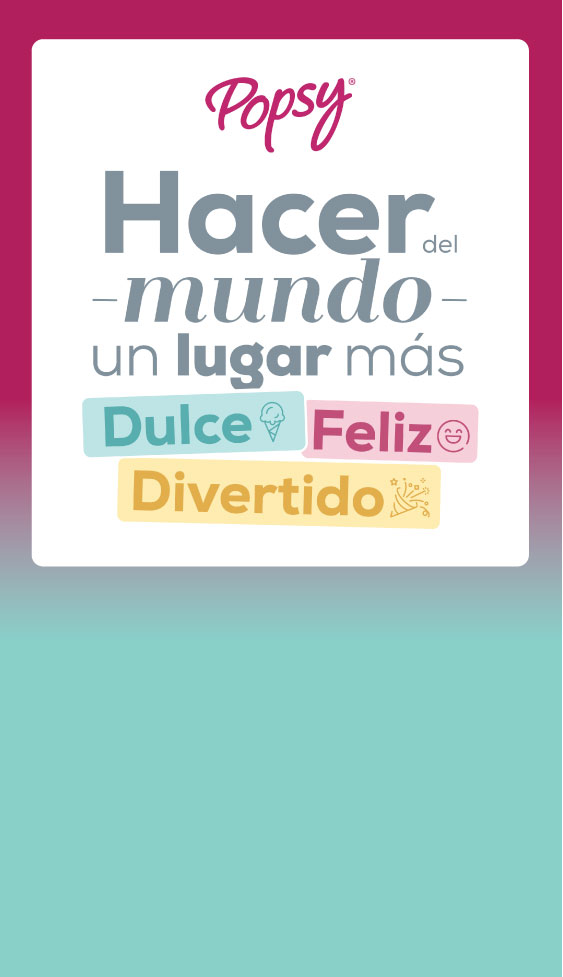 Popsy®
Hacer del
–mundo–
un lugar más
Dulce Feliz
Divertido